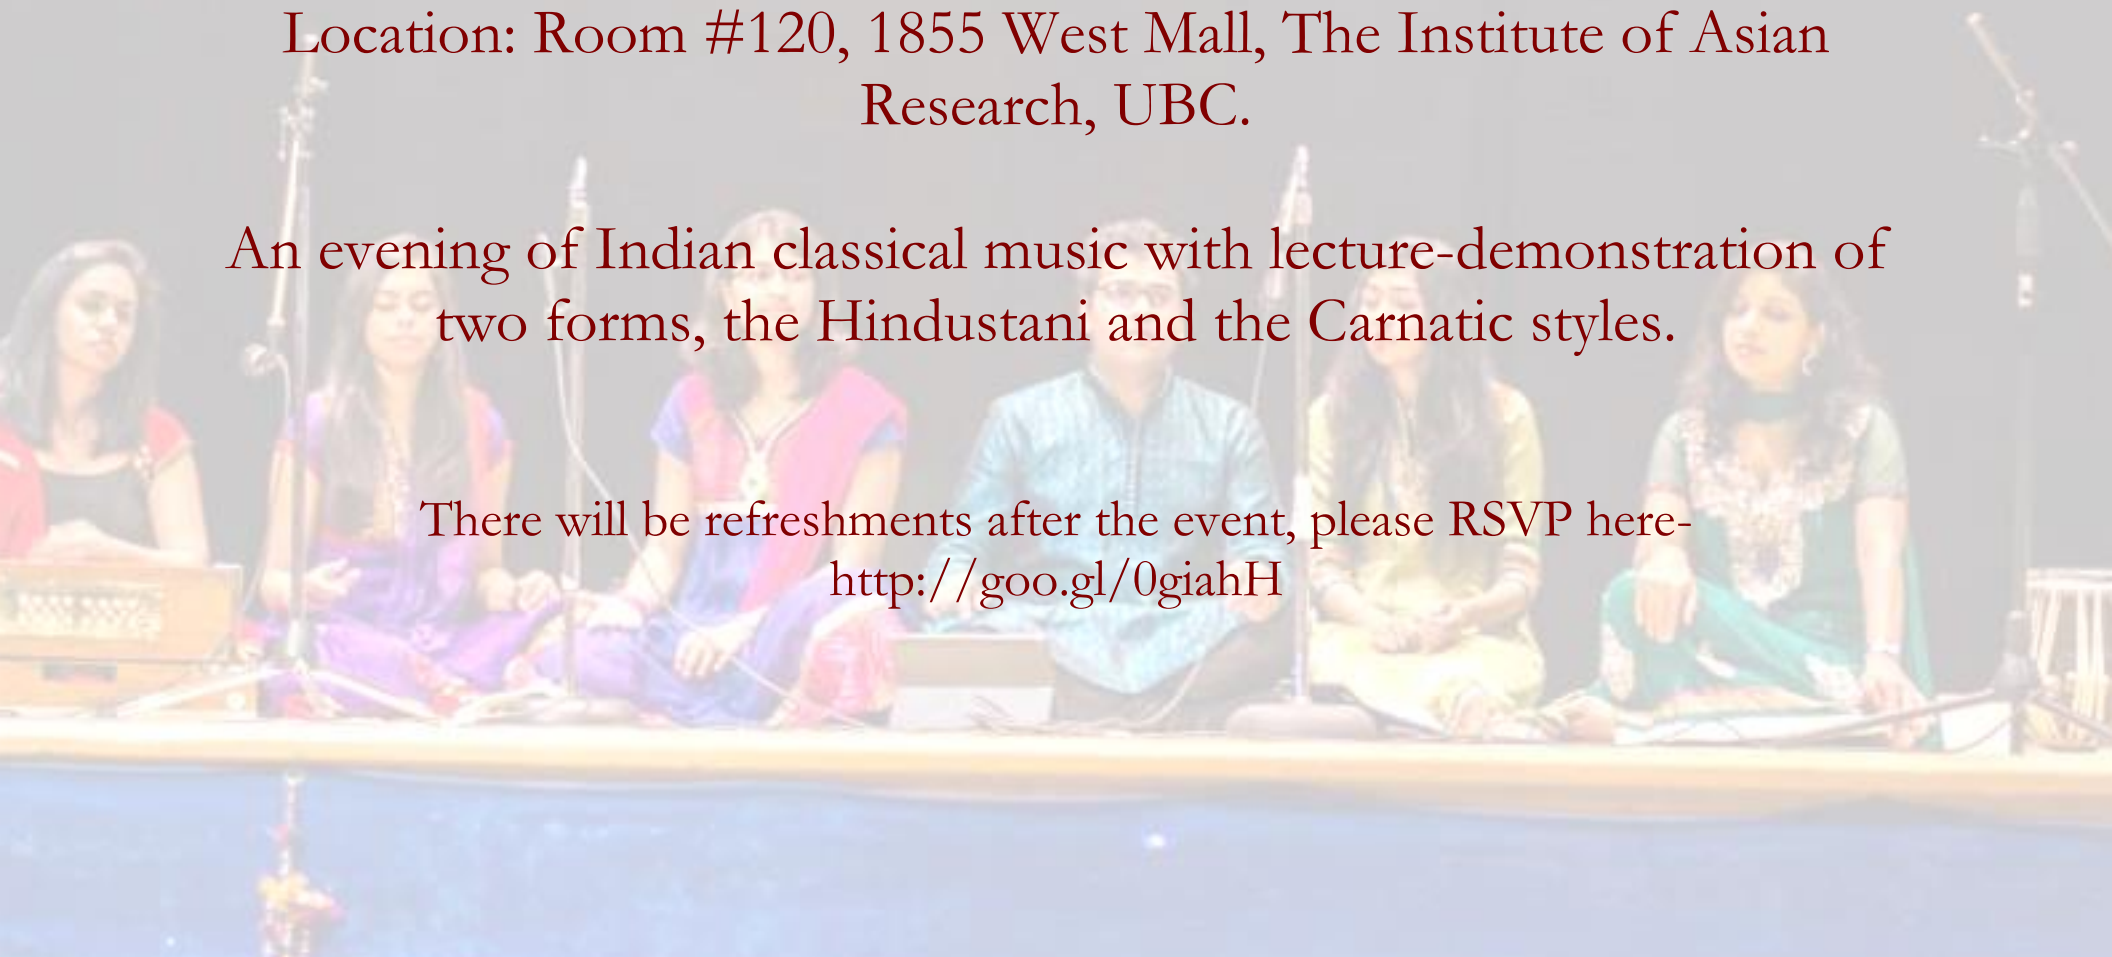 Location: Room #120, 1855 West Mall, The Institute of Asian
Research, UBC.
An evening of Indian classical music with lecture-demonstration of
two forms, the Hindustani and the Carnatic styles.
There will be refreshments after the event, please RSVP here-
http://goo.gl/0giahH